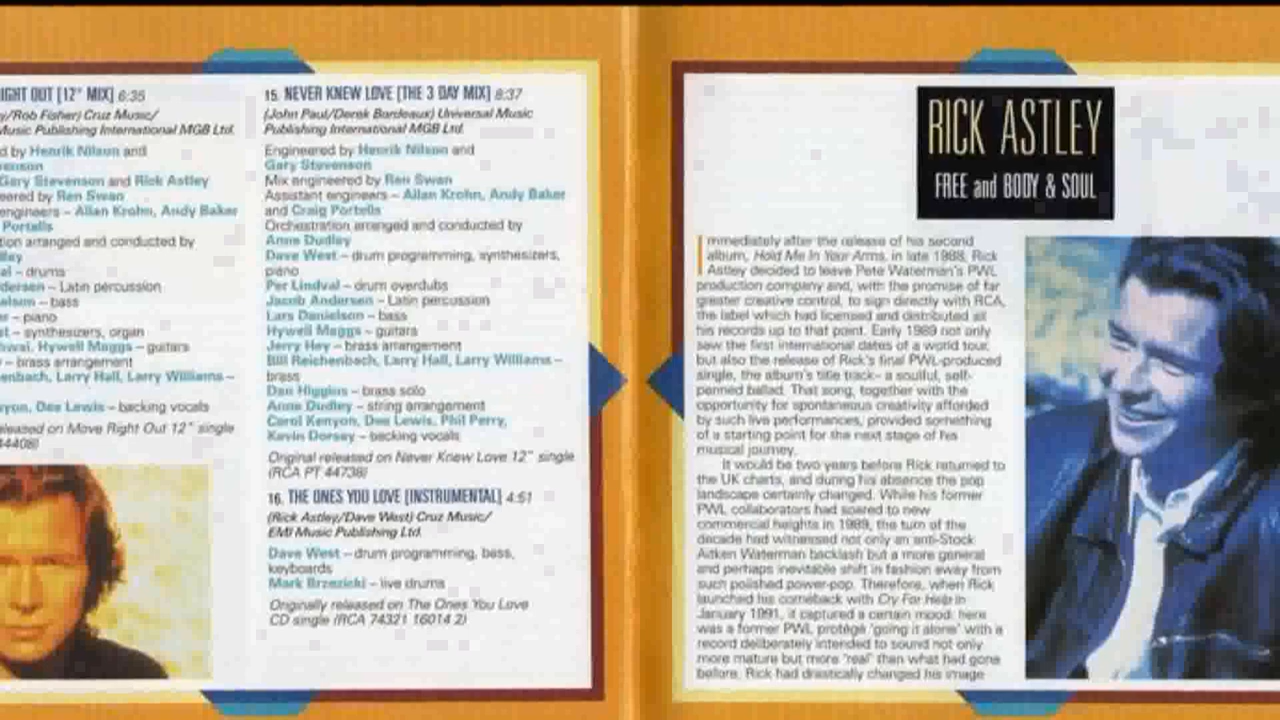 IGHT OUT [12" MIX] 6:35
y/Rob Fisher) Cruz Music/
Music Publishing International MGB Ltd.
d by Henrik Nilson and
enson
Gary Stevenson and Rick Astley
eered by Ren Swan
engineers – Allan Krohn, Andy Baker
Portells
tion arranged and conducted by
dley
al – drums
dersen – Latin percussion
elson – bass
– piano
st – synthesizers, organ
hwal, Hywell Maggs – guitars
– brass arrangement
enbach, Larry Hall, Larry Williams –
nyon, Dee Lewis – backing vocals
eleased on Move Right Out 12" single
44408)
15. NEVER KNEW LOVE [THE 3 DAY MIX] 8:37
(John Paul/Derek Bordeaux) Universal Music
Publishing International MGB Ltd.
Engineered by Henrik Nilson and
Gary Stevenson
Mix engineered by Ren Swan
Assistant engineers – Allan Krohn, Andy Baker
and Craig Portells
Orchestration arranged and conducted by
Anne Dudley
Dave West – drum programming, synthesizers,
piano
Per Lindval – drum overdubs
Jacob Andersen – Latin percussion
Lars Danielson – bass
Hywell Maggs – guitars
Jerry Hey – brass arrangement
Bill Reichenbach, Larry Hall, Larry Williams –
brass
Dan Higgins – brass solo
Anne Dudley – string arrangement
Carol Kenyon, Dee Lewis, Phil Perry,
Kevin Dorsey – backing vocals
Original released on Never Knew Love 12" single
(RCA PT 44738)
16. THE ONES YOU LOVE [INSTRUMENTAL] 4:51
(Rick Astley/Dave West) Cruz Music/
EMI Music Publishing Ltd.
Dave West – drum programming, bass,
keyboards
Mark Brzezicki – live drums
Originally released on The Ones You Love
CD single (RCA 74321 16014 2)
RICK ASTLEY
FREE and BODY & SOUL
Immediately after the release of his second
album, Hold Me In Your Arms, in late 1988, Rick
Astley decided to leave Pete Waterman's PWL
production company and, with the promise of far
greater creative control, to sign directly with RCA,
the label which had licensed and distributed all
his records up to that point. Early 1989 not only
saw the first international dates of a world tour,
but also the release of Rick's final PWL-produced
single, the album's title track– a soulful, self-
penned ballad. That song, together with the
opportunity for spontaneous creativity afforded
by such live performances, provided something
of a starting point for the next stage of his
musical journey.
It would be two years before Rick returned to
the UK charts, and during his absence the pop
landscape certainly changed. While his former
PWL collaborators had soared to new
commercial heights in 1989, the turn of the
decade had witnessed not only an anti-Stock
Aitken Waterman backlash but a more general
and perhaps inevitable shift in fashion away from
such polished power-pop. Therefore, when Rick
launched his comeback with Cry For Help in
January 1991, it captured a certain mood: here
was a former PWL protégé 'going it alone' with a
record deliberately intended to sound not only
more mature but more "real" than what had gone
before. Rick had drastically changed his image